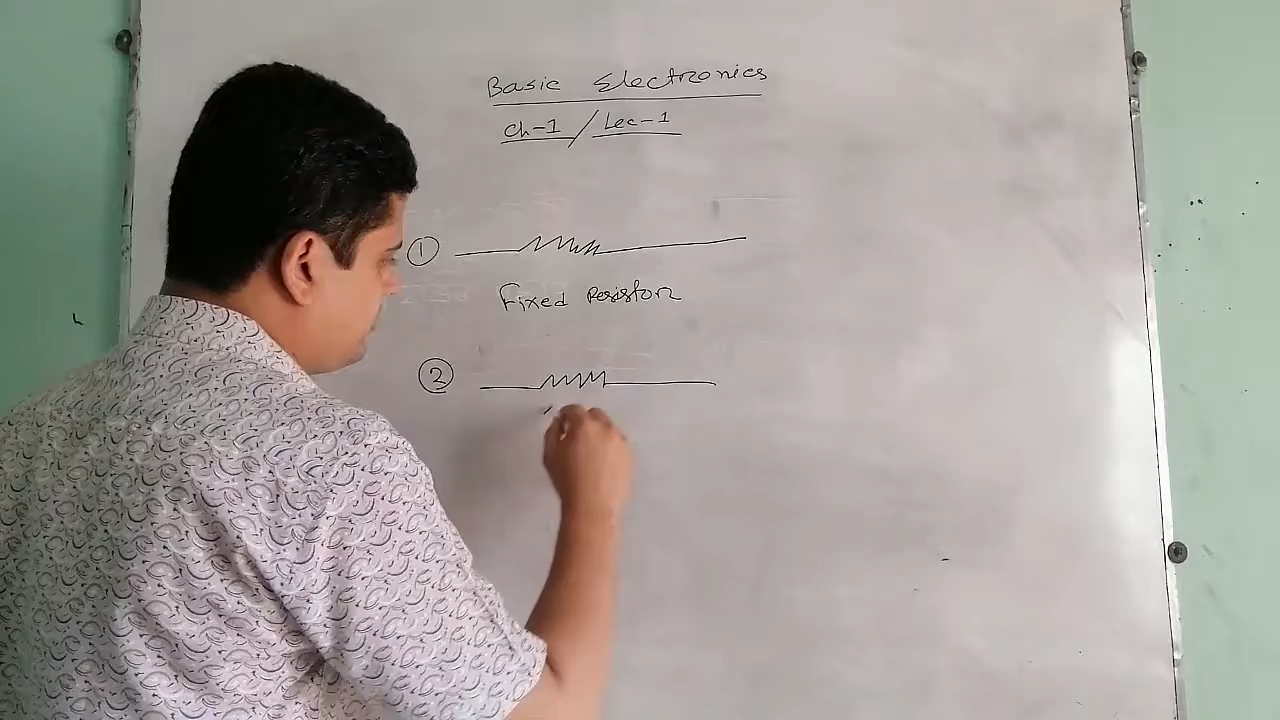 Basic Electronics
Ch-1 / Lec-1
1
Fixed Resistor
2